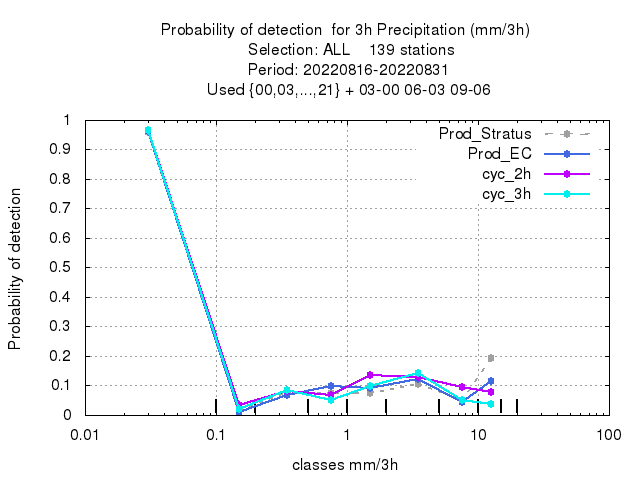 Probability of detection  for 3h Precipitation (mm/3h)
Selection: ALL    139 stations
Period: 20220816-20220831
Used {00,03,...,21} + 03-00 06-03 09-06
Prod_Stratus
Prod_EC
cyc_2h
cyc_3h
1
0.9
0.8
0.7
0.6
0.5
0.4
0.3
0.2
0.1
0
Probability of detection
0.01 0.1 1 10 100
classes mm/3h